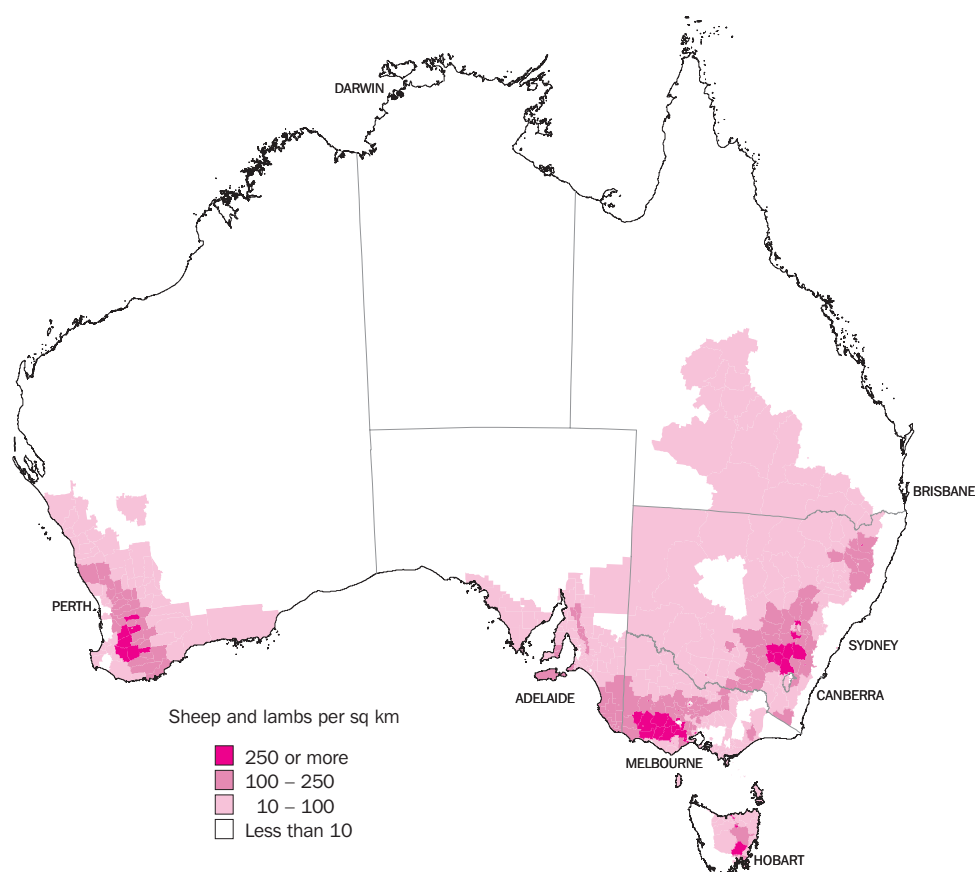 DARWIN
BRISBANE
PERTH
SYDNEY
ADELAIDE
CANBERRA
Sheep and lambs per sq km
MELBOURNE
250 or more
100 – 250
10 – 100
Less than 10
HOBART